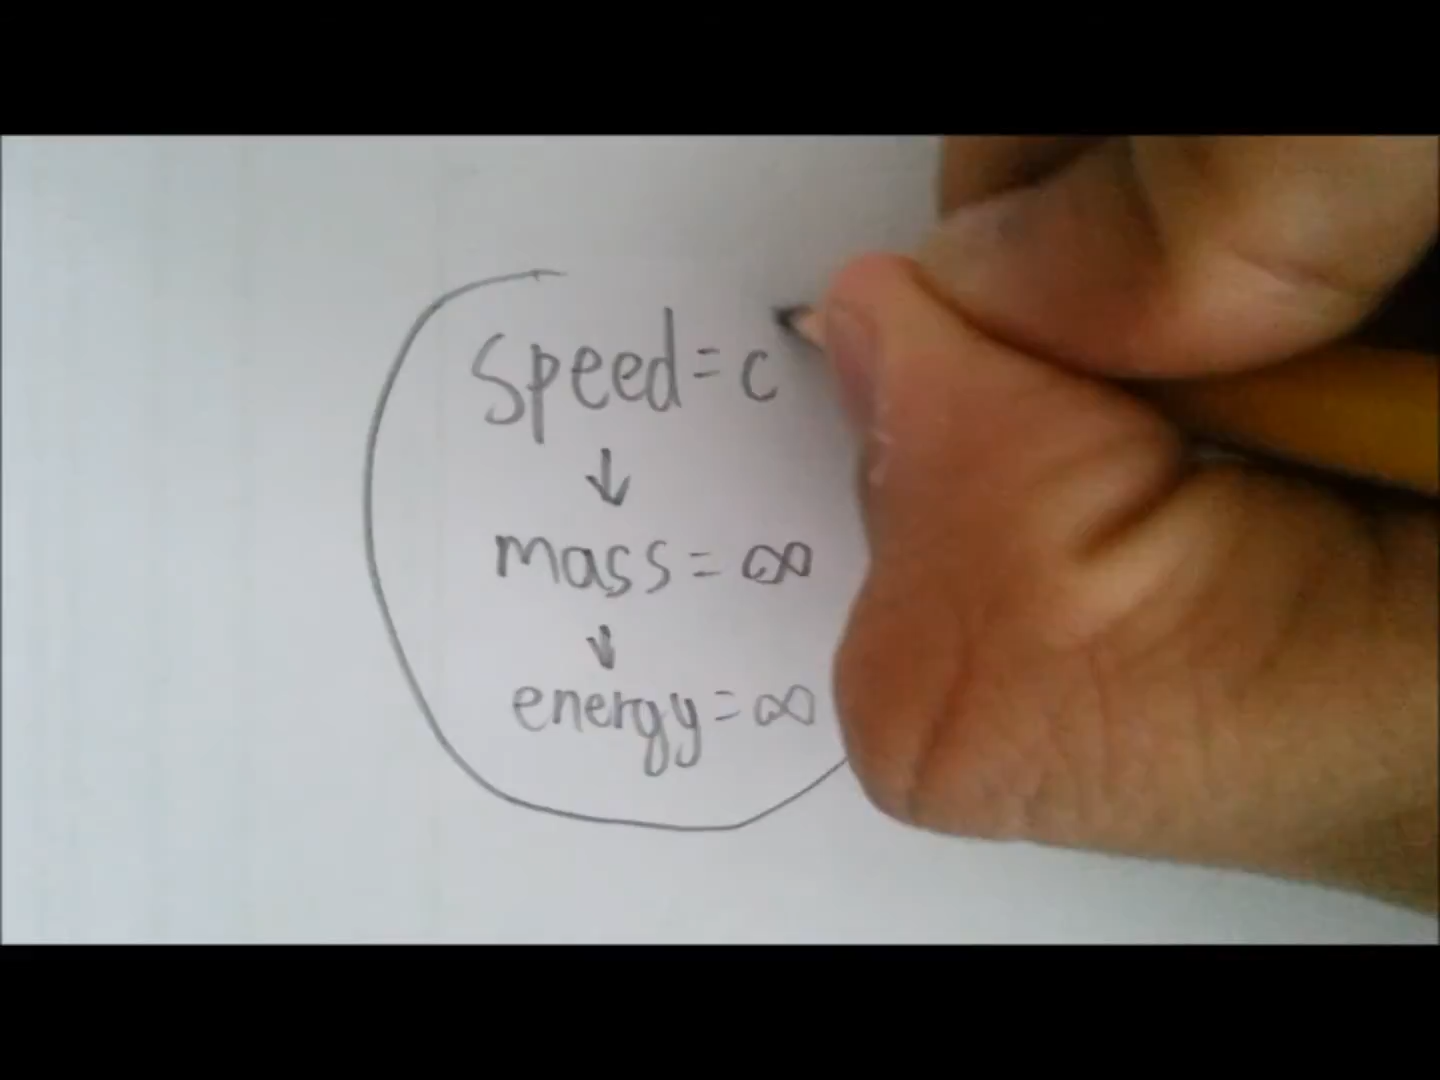 Speed = c
↓
mass = ∞
↓
energy = ∞